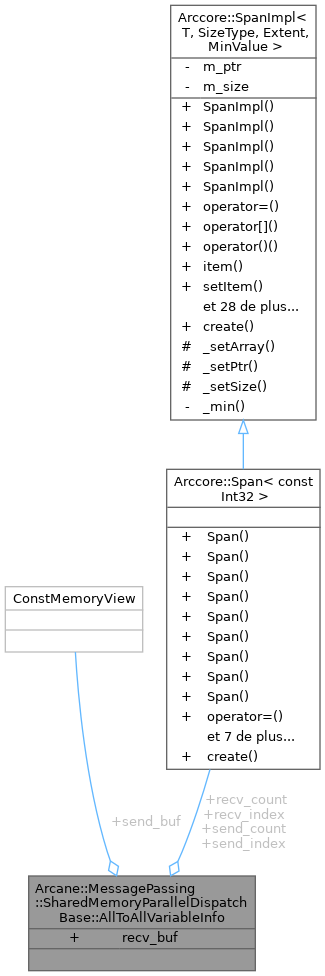 Arccore::SpanImpl<
T, SizeType, Extent,
MinValue >
- m_ptr
- m_size
+ SpanImpl()
+ SpanImpl()
+ SpanImpl()
+ SpanImpl()
+ SpanImpl()
+ operator=()
+ operator[]()
+ operator()()
+ item()
+ setItem()
et 28 de plus...
+ create()
# _setArray()
# _setPtr()
# _setSize()
- _min()
Arccore::Span< const
Int32 >
+ Span()
+ Span()
+ Span()
+ Span()
+ Span()
+ Span()
+ Span()
+ Span()
+ Span()
+ operator=()
et 7 de plus...
+ create()
ConstMemoryView
+send_buf
+recv_count
+recv_index
+send_count
+send_index
Arcane::MessagePassing
::SharedMemoryParallelDispatch
Base::AllToAllVariableInfo
+ recv_buf